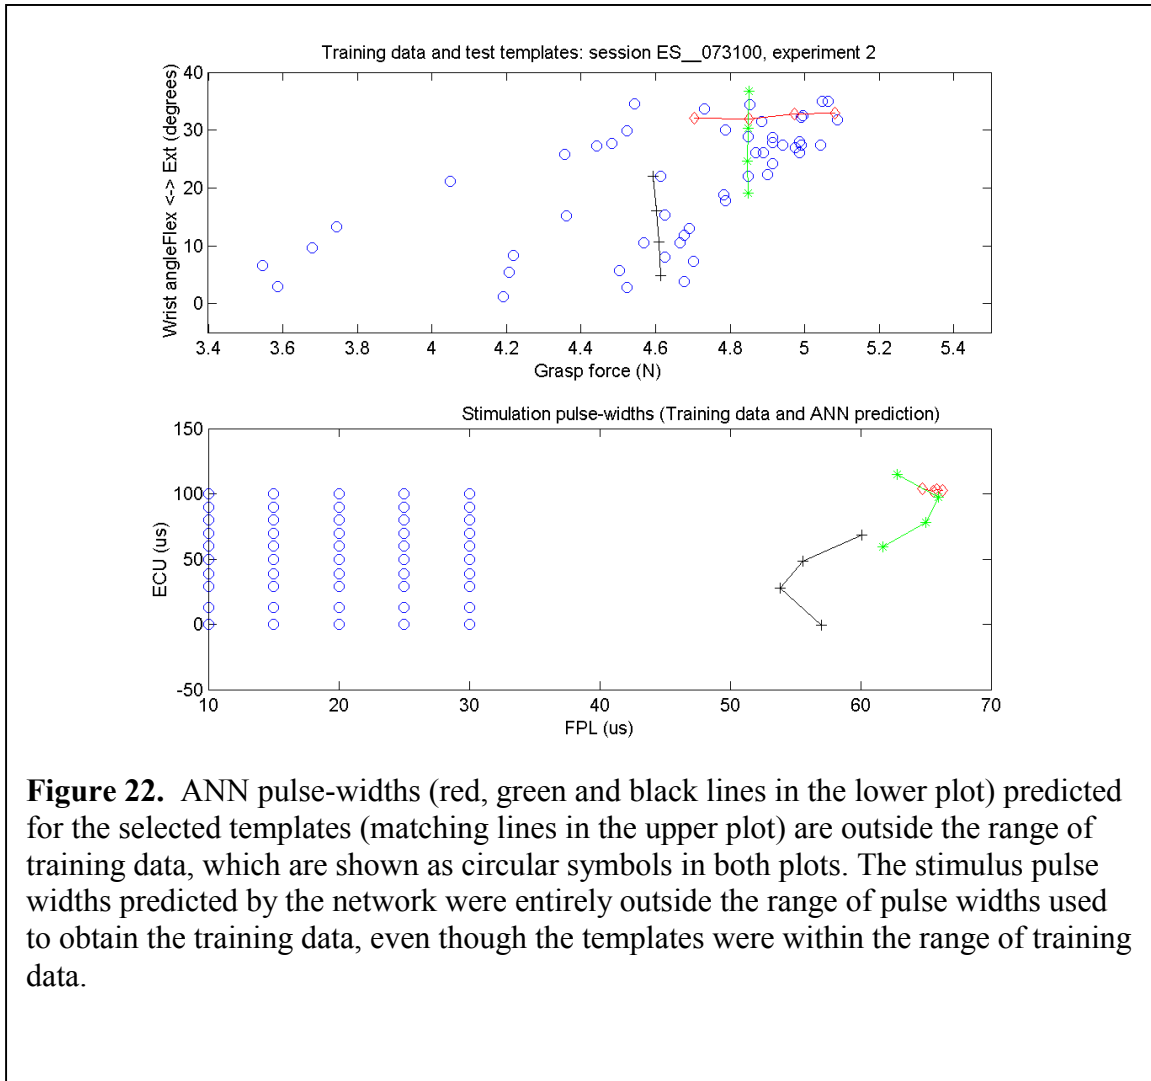 Training data and test templates: session ES__073100, experiment 2
Wrist angleFlex <-> Ext (degrees)
40
30
20
10
0
3.4 3.6 3.8 4 4.2 4.4 4.6 4.8 5 5.2 5.4
Grasp force (N)
Stimulation pulse-widths (Training data and ANN prediction)
ECU (us)
150
100
50
0
-50
10 20 30 40 50 60 70
FPL (us)
Figure 22. ANN pulse-widths (red, green and black lines in the lower plot) predicted
for the selected templates (matching lines in the upper plot) are outside the range of
training data, which are shown as circular symbols in both plots. The stimulus pulse
widths predicted by the network were entirely outside the range of pulse widths used
to obtain the training data, even though the templates were within the range of training
data.